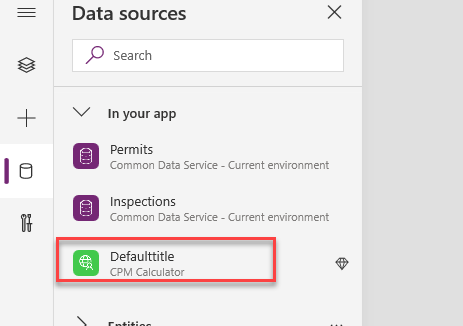 Data sources
Search
In your app
Permits
Common Data Service - Current environment
Inspections
Common Data Service - Current environment
Defaulttitle
CPM Calculator
Entities